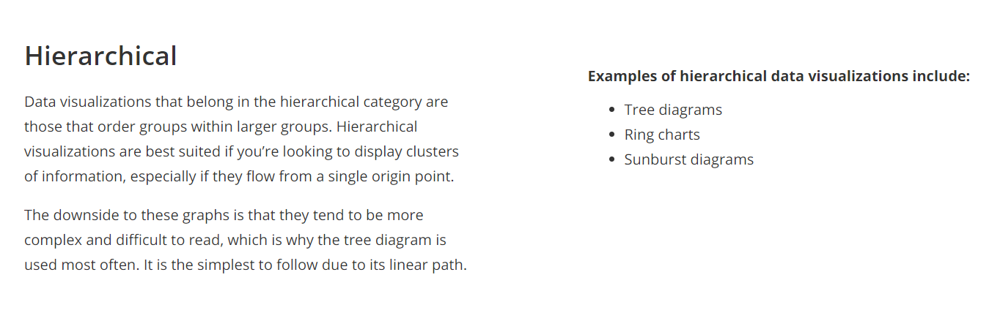 Hierarchical
Data visualizations that belong in the hierarchical category are
those that order groups within larger groups. Hierarchical
visualizations are best suited if you’re looking to display clusters
of information, especially if they flow from a single origin point.
The downside to these graphs is that they tend to be more
complex and difficult to read, which is why the tree diagram is
used most often. It is the simplest to follow due to its linear path.
Examples of hierarchical data visualizations include:
• Tree diagrams
• Ring charts
• Sunburst diagrams